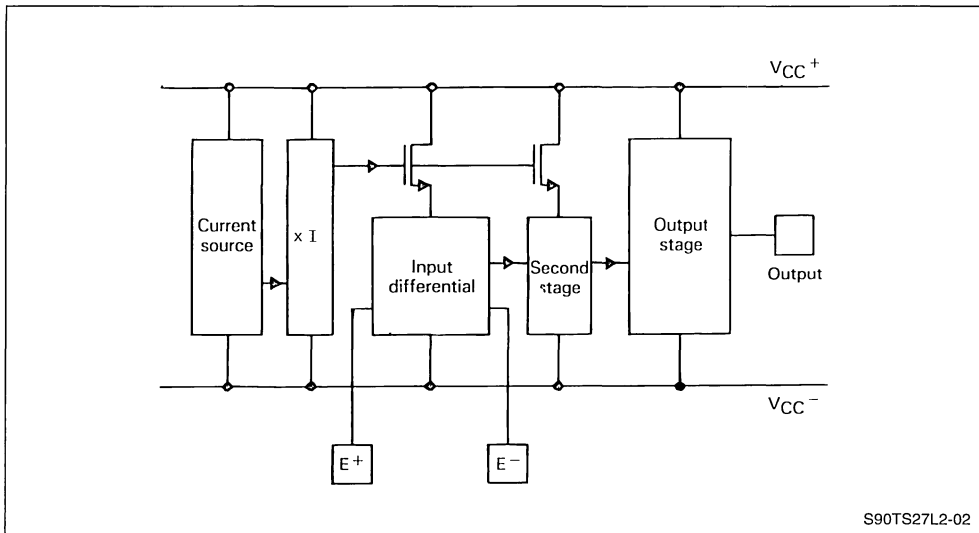 VCC+
Current
source
x I
Input
differential
Second
stage
Output
stage
Output
VCC−
E+
E−
S90TS27L2-02